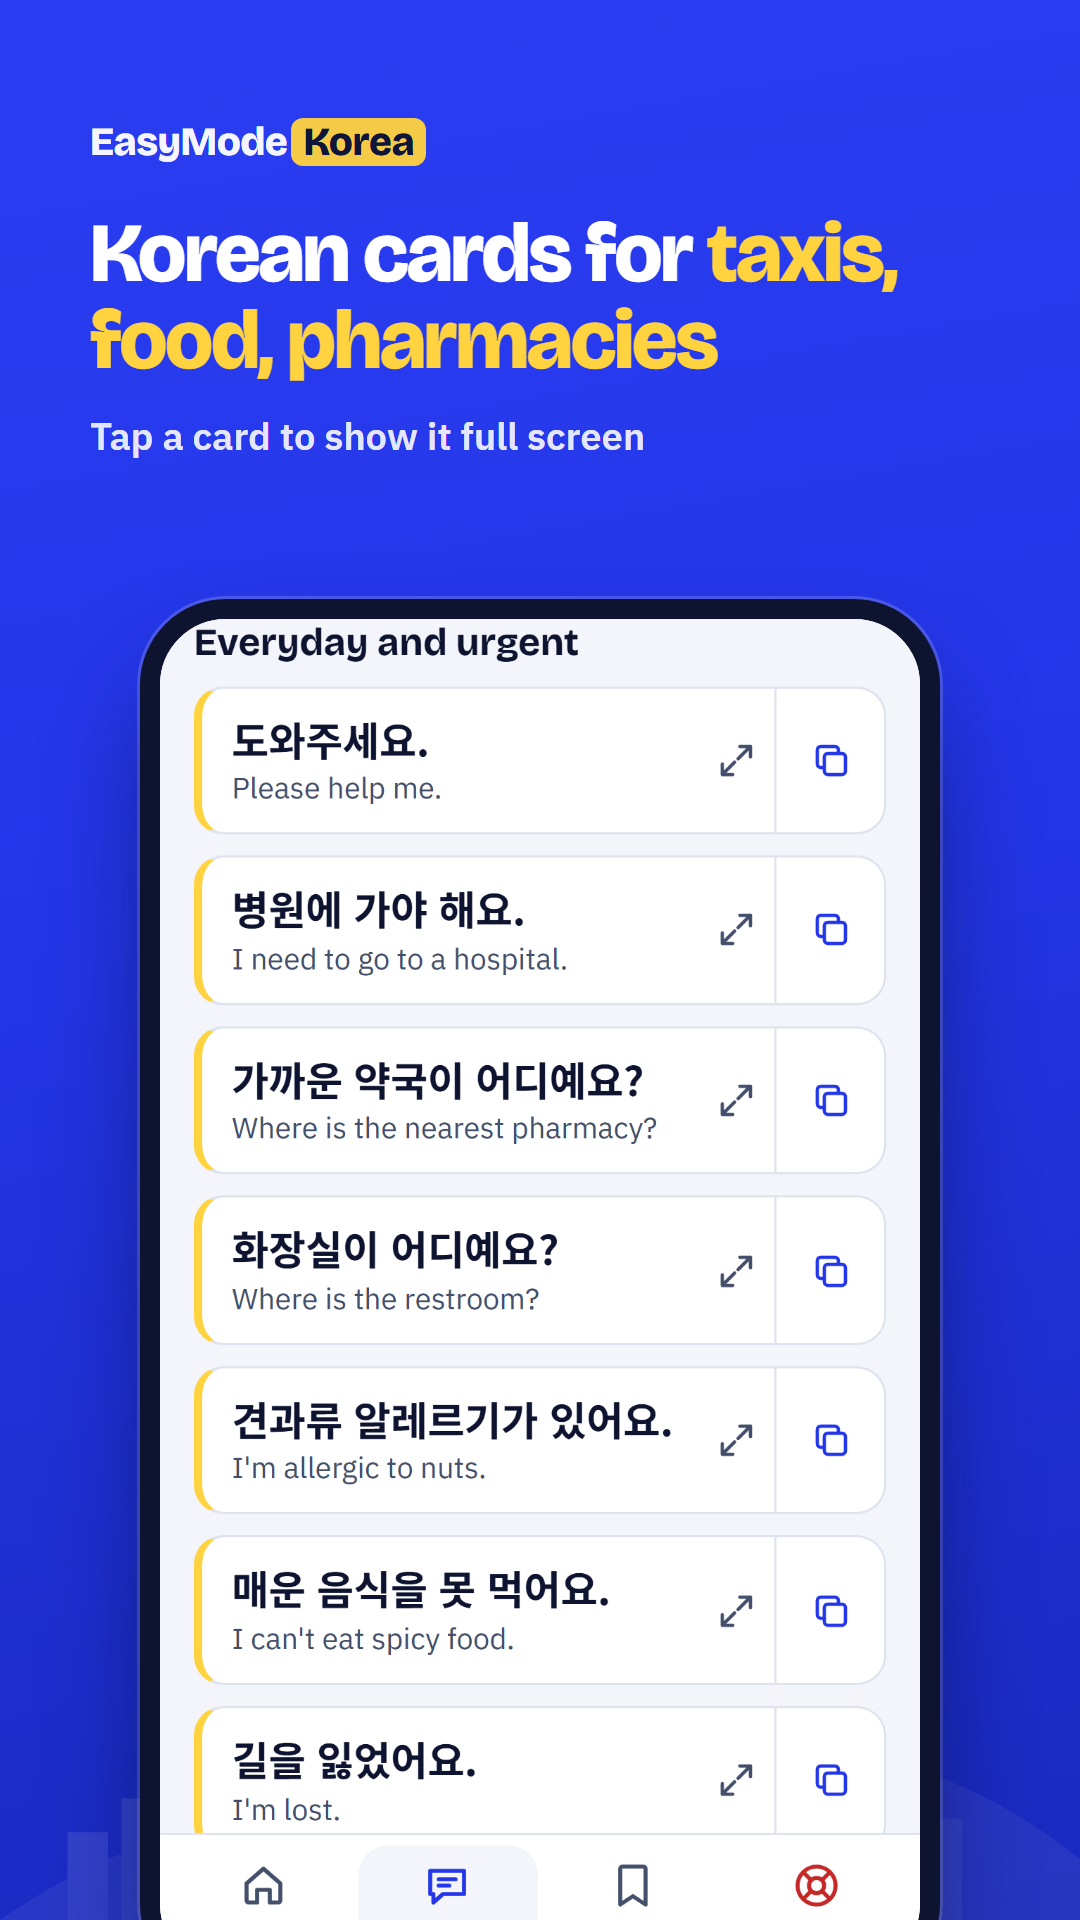 EasyMode Korea
Korean cards for taxis,
food, pharmacies
Tap a card to show it full screen
Everyday and urgent
도와주세요.
Please help me.
병원에 가야 해요.
I need to go to a hospital.
가까운 약국이 어디예요?
Where is the nearest pharmacy?
화장실이 어디예요?
Where is the restroom?
견과류 알레르기가 있어요.
I'm allergic to nuts.
매운 음식을 못 먹어요.
I can't eat spicy food.
길을 잃었어요.
I'm lost.